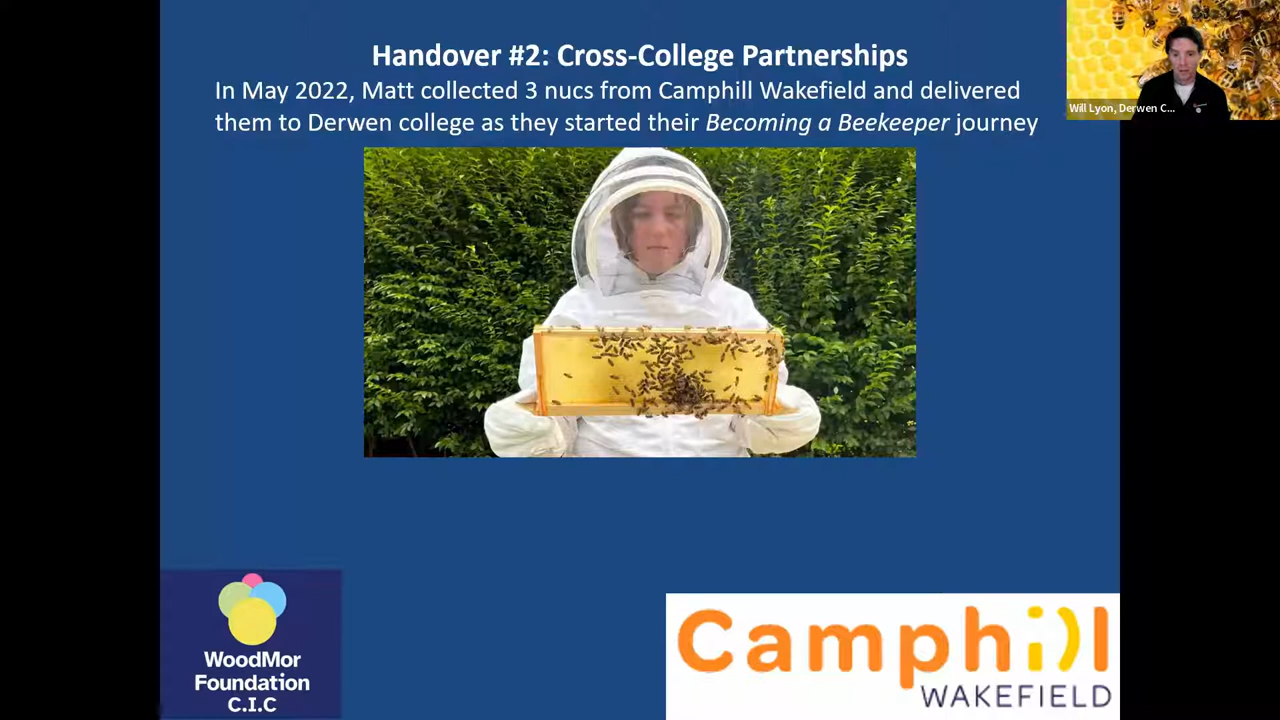 Handover #2: Cross-College Partnerships
In May 2022, Matt collected 3 nucs from Camphill Wakefield and delivered
them to Derwen college as they started their Becoming a Beekeeper journey
Will Lyon, Derwen C...
WoodMor
Foundation
C.I.C
Camphill
WAKEFIELD